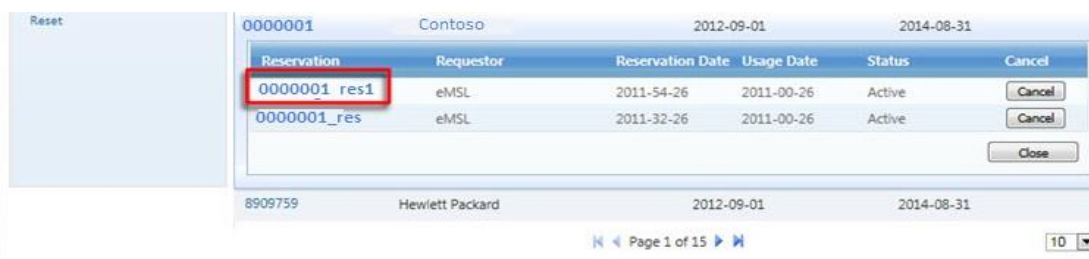 Reset
0000001 Contoso 2012-09-01 2014-08-31
Reservation Requestor Reservation Date Usage Date Status Cancel
0000001_res1 eMSL 2011-54-26 2011-00-26 Active Cancel
0000001_res eMSL 2011-32-26 2011-00-26 Active Cancel
Close
8909759 Hewlett Packard 2012-09-01 2014-08-31
Page 1 of 15 10